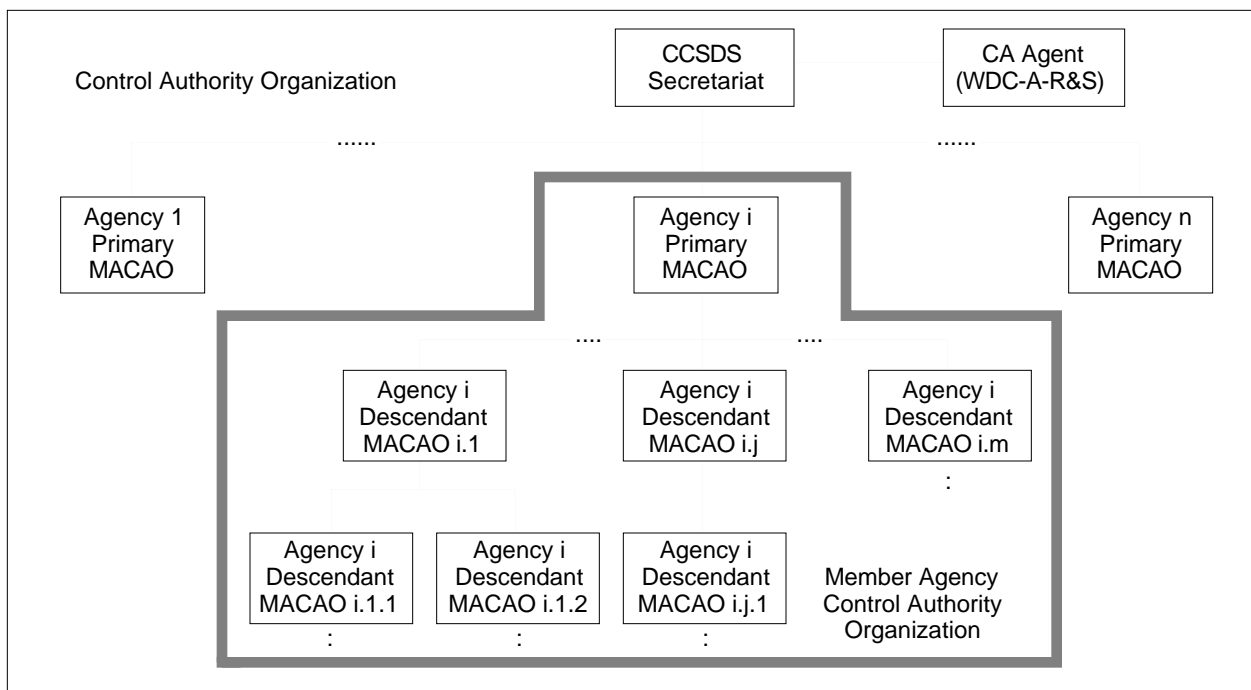 CCSDS
Secretariat
CA Agent
(WDC-A-R&S)
Control Authority Organization
......
......
Agency 1
Primary
MACAO
Agency i
Primary
MACAO
Agency n
Primary
MACAO
....
....
Agency i
Descendant
MACAO i.1
Agency i
Descendant
MACAO i.j
Agency i
Descendant
MACAO i.m
:
Agency i
Descendant
MACAO i.1.1
:
Agency i
Descendant
MACAO i.1.2
:
Agency i
Descendant
MACAO i.j.1
:
Member Agency
Control Authority
Organization